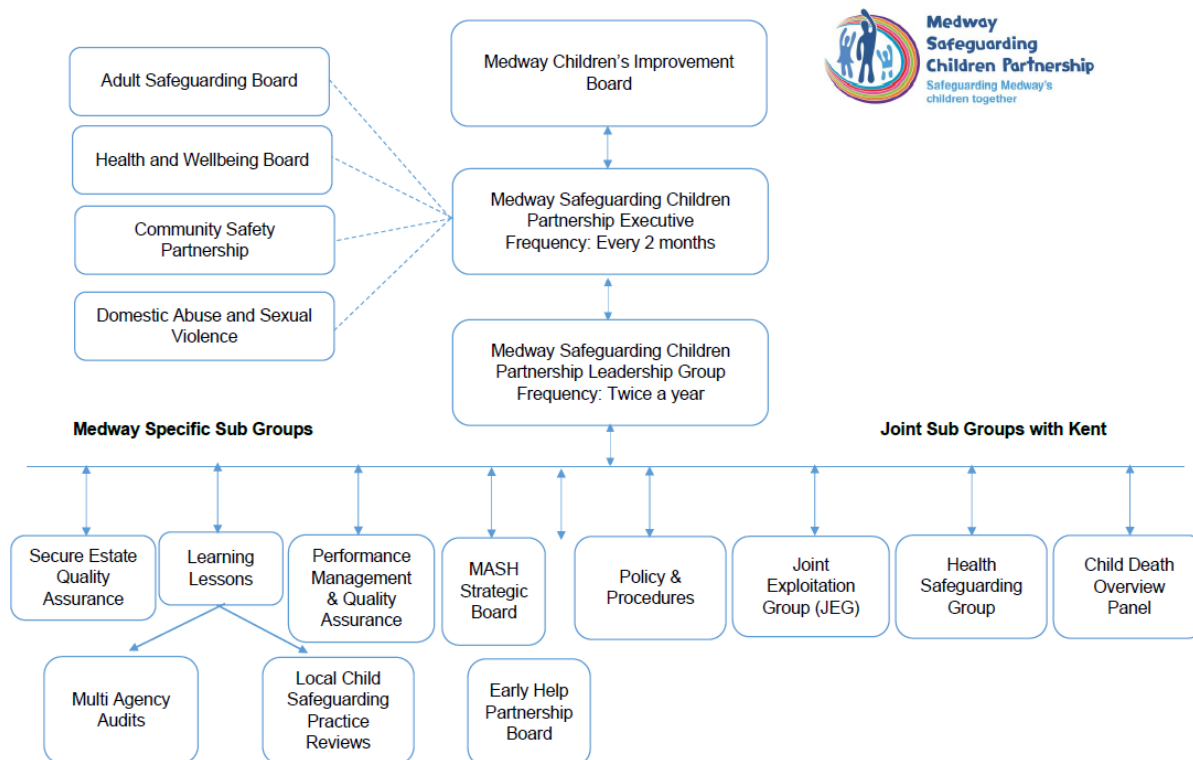 Medway
Safeguarding
Children Partnership
Safeguarding Medway's
children together
Medway Children's Improvement
Board
Adult Safeguarding Board
Health and Wellbeing Board
Community Safety
Partnership
Domestic Abuse and Sexual
Violence
Medway Safeguarding Children
Partnership Executive
Frequency: Every 2 months
Medway Safeguarding Children
Partnership Leadership Group
Frequency: Twice a year
Medway Specific Sub Groups
Joint Sub Groups with Kent
Secure Estate
Quality
Assurance
Learning
Lessons
Performance
Management
& Quality
Assurance
MASH
Strategic
Board
Policy &
Procedures
Joint
Exploitation
Group (JEG)
Health
Safeguarding
Group
Child Death
Overview
Panel
Multi Agency
Audits
Local Child
Safeguarding
Practice
Reviews
Early Help
Partnership
Board